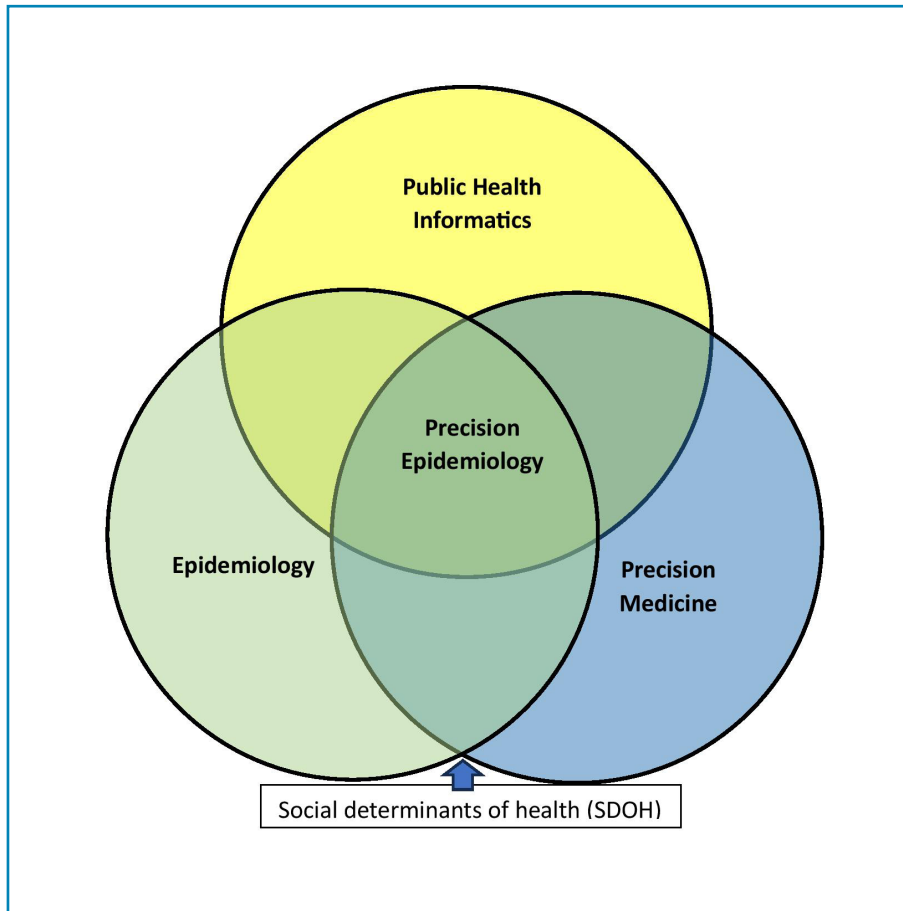 Public Health
Informatics
Precision
Epidemiology
Epidemiology
Precision
Medicine
Social determinants of health (SDOH)